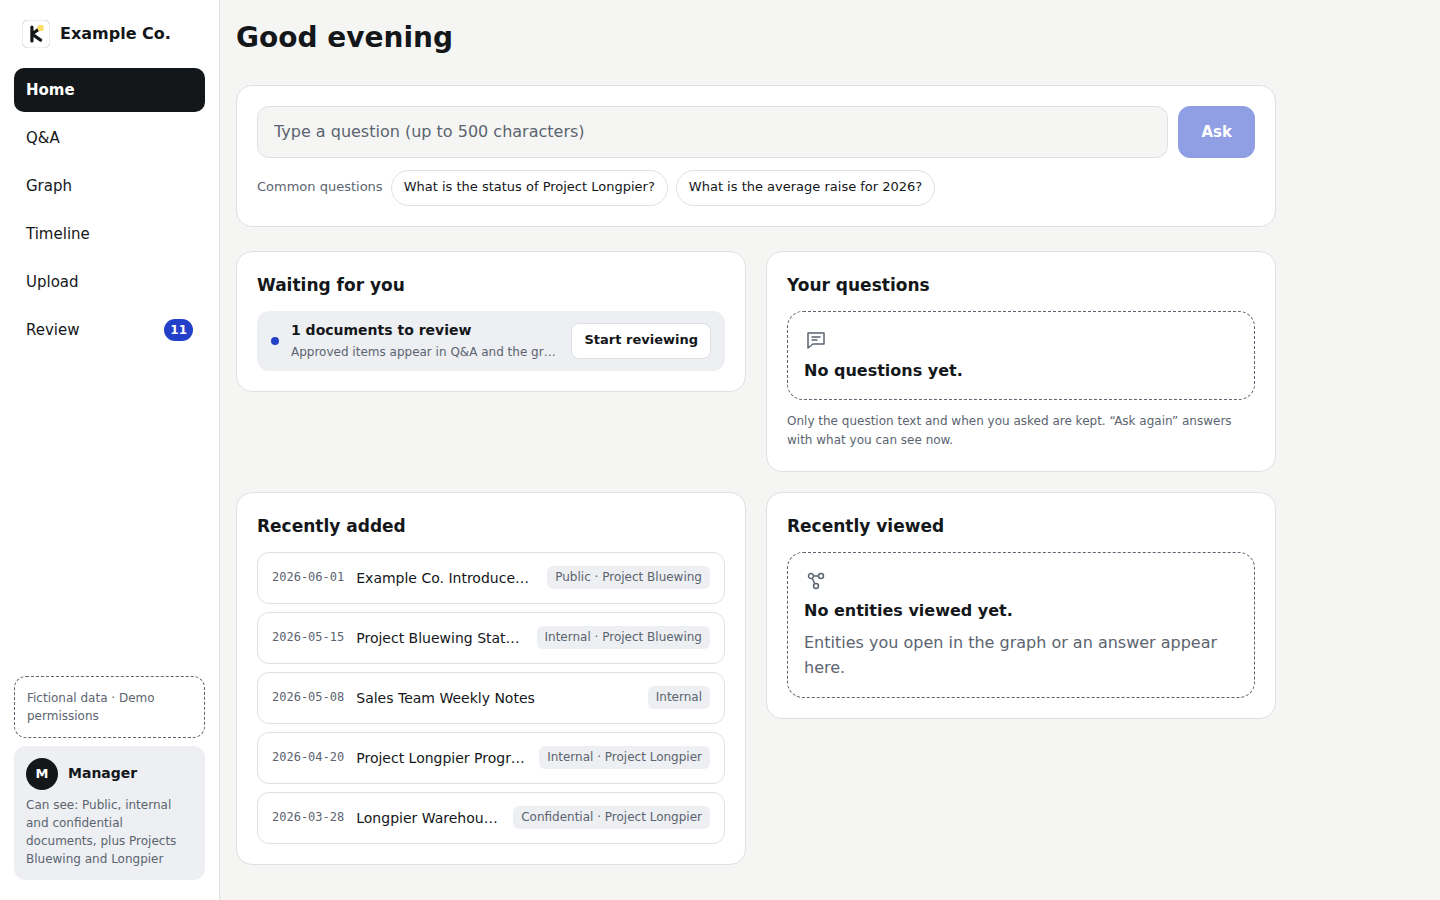 Example Co.
Home
Q&A
Graph
Timeline
Upload
Review
11
Fictional data · Demo
permissions
M
Manager
Can see: Public, internal
and confidential
documents, plus Projects
Bluewing and Longpier
Good evening
Type a question (up to 500 characters)
Ask
Common questions
What is the status of Project Longpier?
What is the average raise for 2026?
Waiting for you
1 documents to review
Approved items appear in Q&A and the gr…
Start reviewing
Your questions
No questions yet.
Only the question text and when you asked are kept. “Ask again” answers
with what you can see now.
Recently added
2026-06-01 Example Co. Introduce… Public · Project Bluewing
2026-05-15 Project Bluewing Stat… Internal · Project Bluewing
2026-05-08 Sales Team Weekly Notes Internal
2026-04-20 Project Longpier Progr… Internal · Project Longpier
2026-03-28 Longpier Warehou… Confidential · Project Longpier
Recently viewed
No entities viewed yet.
Entities you open in the graph or an answer appear
here.